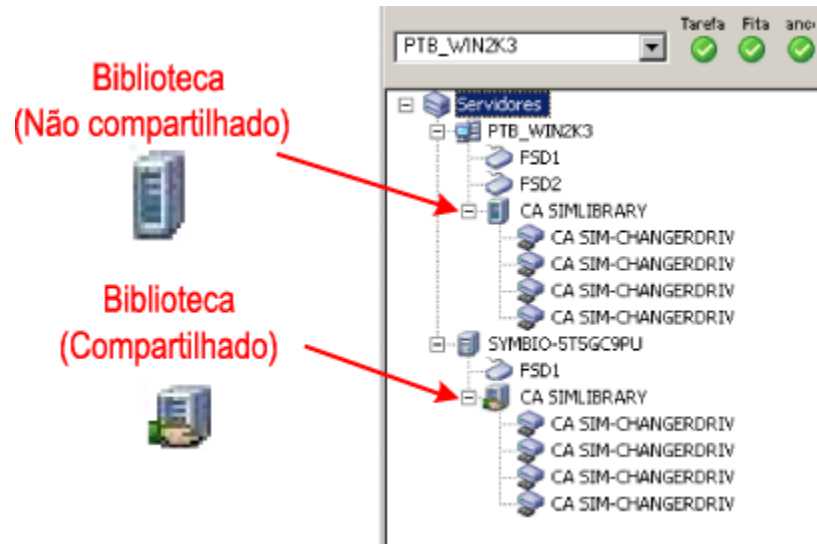 Biblioteca
(Não compartilhado)
Biblioteca
(Compartilhado)
Tarefa Fita
PTB_WIN2K3
Servidores
PTB_WIN2K3
FSD1
FSD2
CA SIMLIBRARY
CA SIM-CHANGERDRIV
CA SIM-CHANGERDRIV
CA SIM-CHANGERDRIV
CA SIM-CHANGERDRIV
SYMBIO-5T5GC9PU
FSD1
CA SIMLIBRARY
CA SIM-CHANGERDRIV
CA SIM-CHANGERDRIV
CA SIM-CHANGERDRIV
CA SIM-CHANGERDRIV